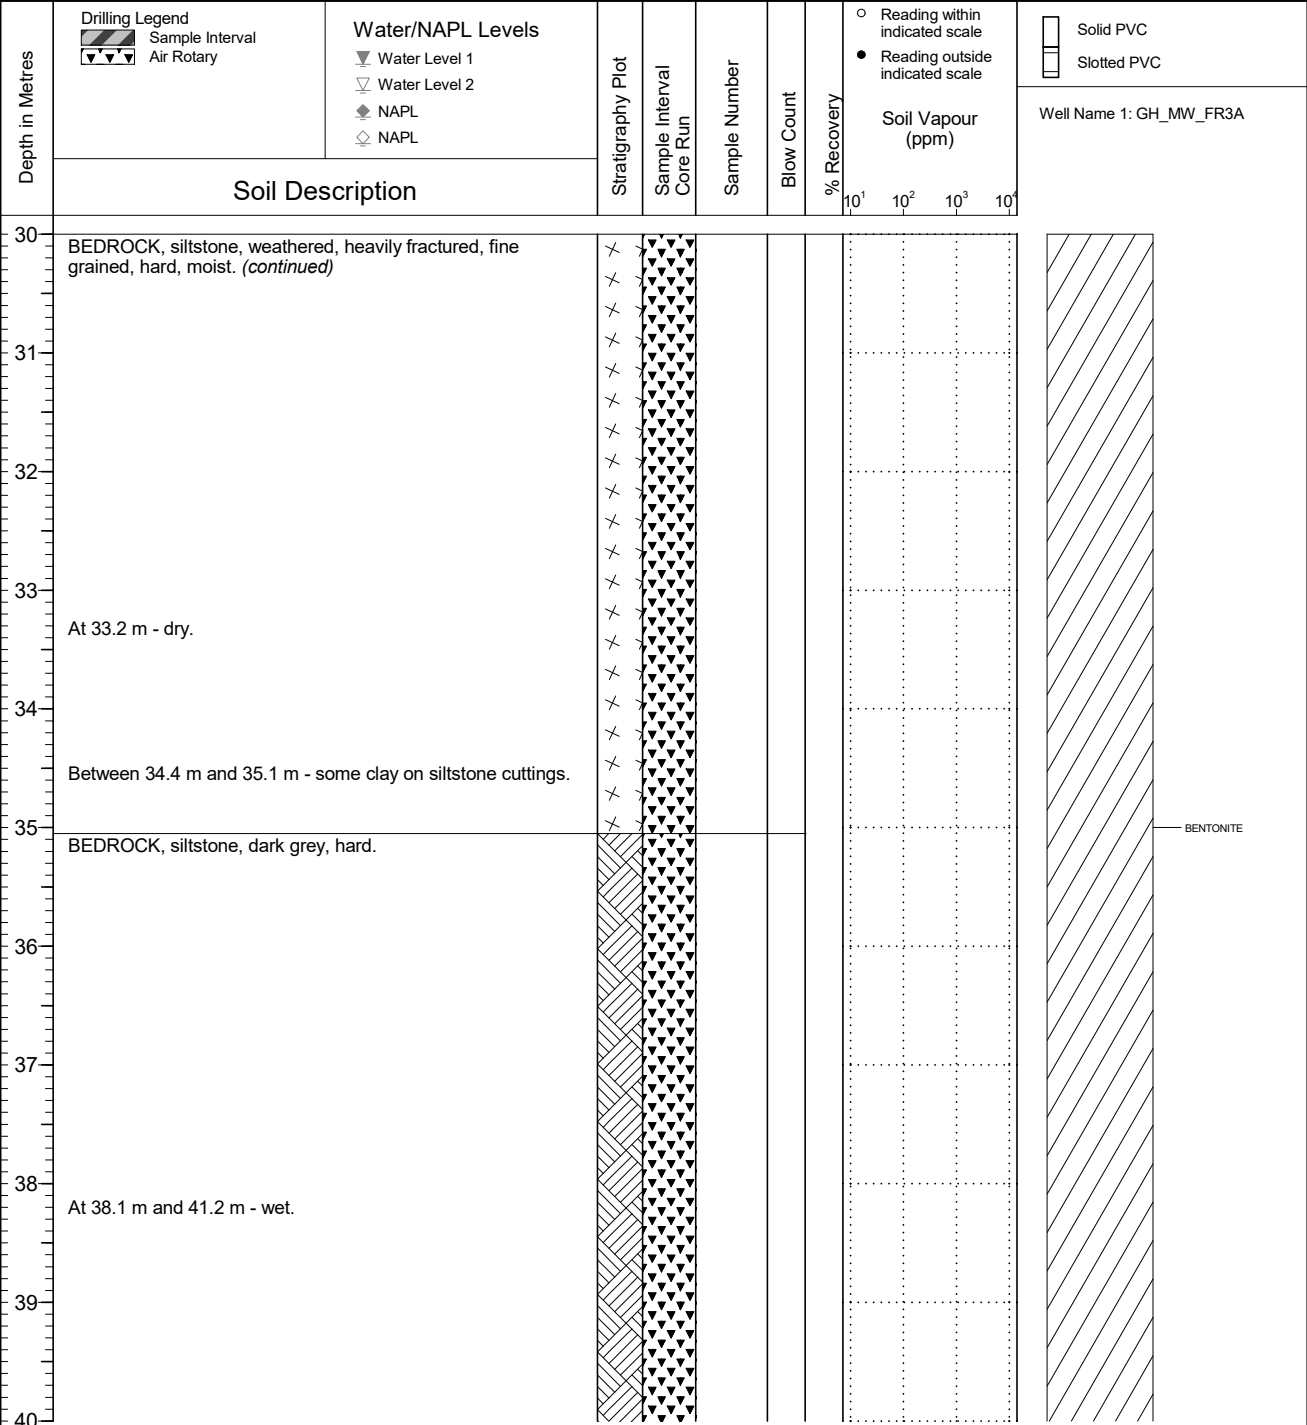 Drilling Legend
Sample Interval
Air Rotary
Water/NAPL Levels
Water Level 1
Water Level 2
NAPL
NAPL
Depth in Metres
Soil Description
Stratigraphy Plot
Sample Interval
Core Run
Sample Number
Blow Count
% Recovery
Reading within
indicated scale
Reading outside
indicated scale
Soil Vapour
(ppm)
10¹ 10² 10³ 10⁴
Solid PVC
Slotted PVC
Well Name 1: GH_MW_FR3A
30
BEDROCK, siltstone, weathered, heavily fractured, fine
grained, hard, moist. (continued)
31
32
33
At 33.2 m - dry.
34
Between 34.4 m and 35.1 m - some clay on siltstone cuttings.
35
BENTONITE
BEDROCK, siltstone, dark grey, hard.
36
37
38
At 38.1 m and 41.2 m - wet.
39
40